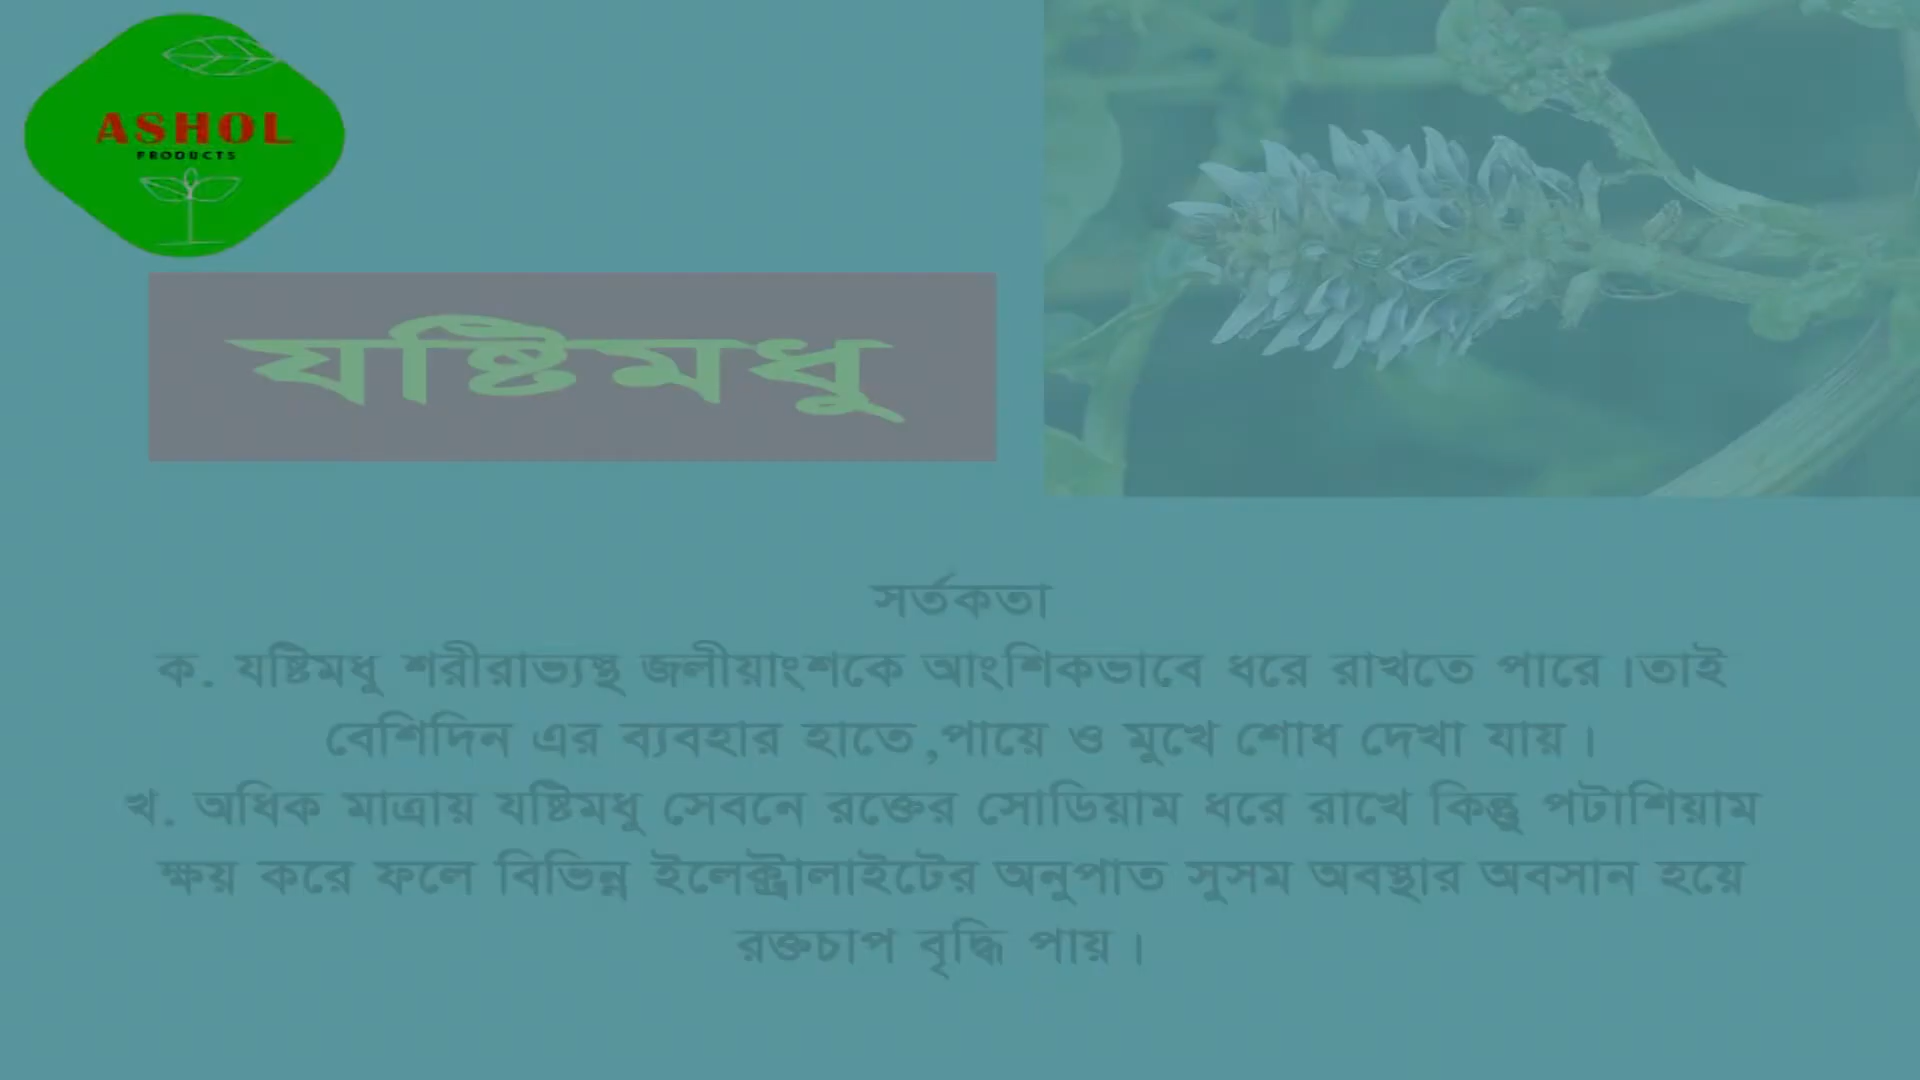 ASHOL
PRODUCTS
যষ্টিমধু
সর্তকতা
ক. যষ্টিমধু শরীরাভ্যন্থ জলীয়াংশকে আংশিকভাবে ধরে রাখতে পারে।তাই
বেশিদিন এর ব্যবহার হাতে,পায়ে ও মুখে শোধ দেখা যায়।
খ. অধিক মাত্রায় যষ্টিমধু সেবনে রক্তের সোডিয়াম ধরে রাখে কিন্তু পটাশিয়াম
ক্ষয় করে ফলে বিভিন্ন ইলেক্ট্রালাইটের অনুপাত সুসম অবস্থার অবসান হয়ে
রক্তচাপ বৃদ্ধি পায়।